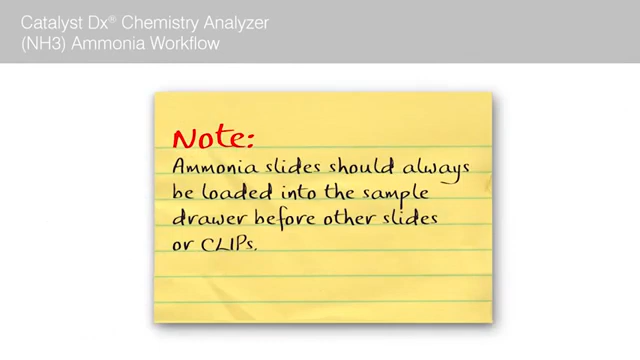 Catalyst Dx® Chemistry Analyzer
(NH3) Ammonia Workflow
Note:
Ammonia slides should always
be loaded into the sample
drawer before other slides
or CLIPs.